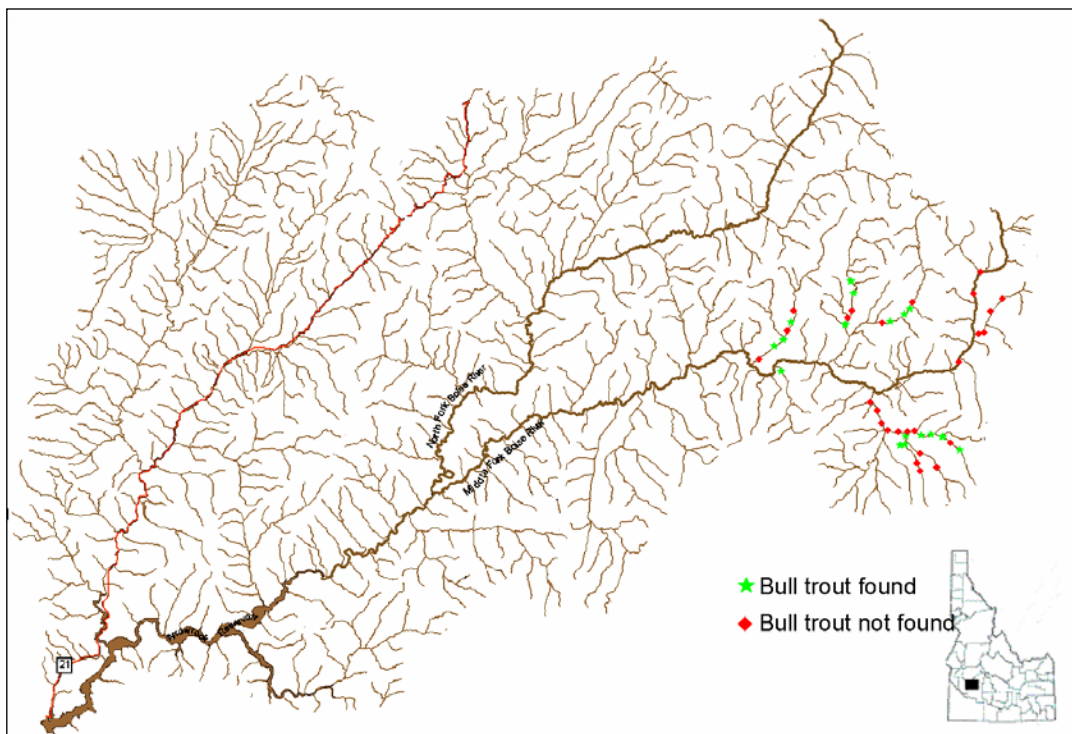 North Fork Boise River
Middle Fork Boise River
Bull trout found
Bull trout not found
21